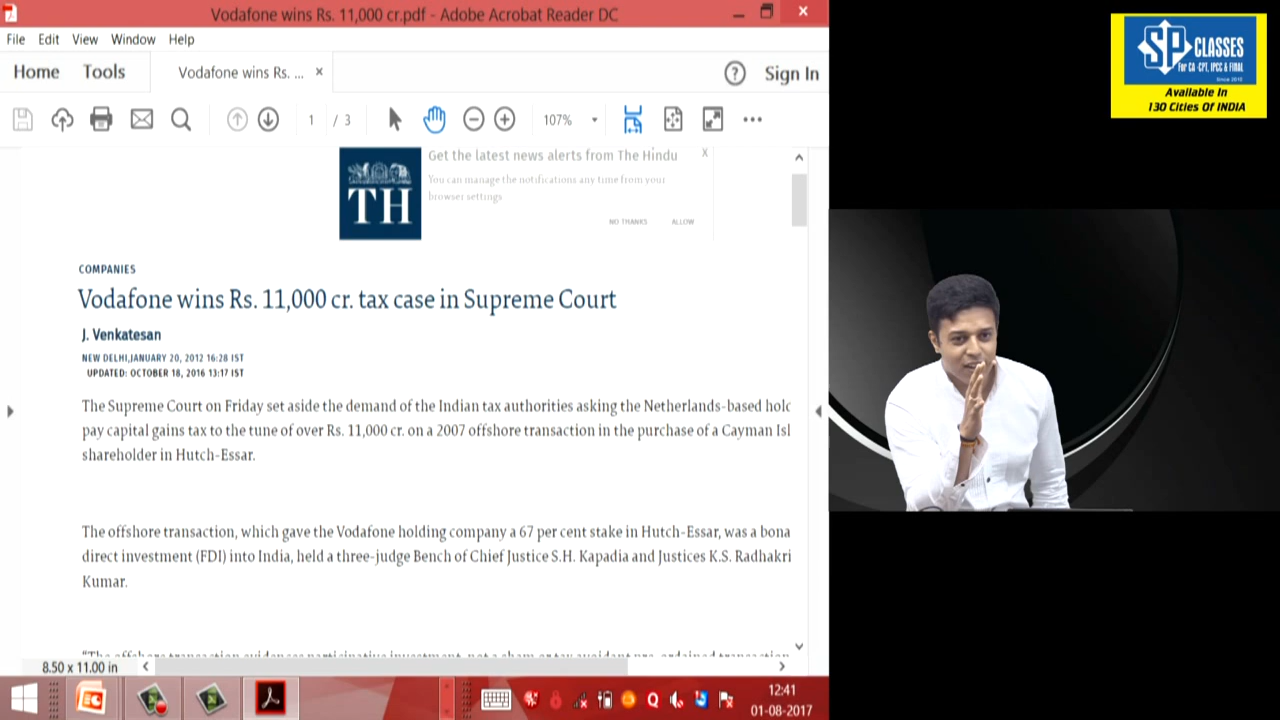 Vodafone wins Rs. 11,000 cr.pdf - Adobe Acrobat Reader DC
File Edit View Window Help
Home Tools Vodafone wins Rs. ... × ? Sign In
1 / 3 107%
Get the latest news alerts from The Hindu X
You can manage the notifications any time from your
browser settings
TH
NO THANKS ALLOW
COMPANIES
Vodafone wins Rs. 11,000 cr. tax case in Supreme Court
J. Venkatesan
NEW DELHI,JANUARY 20, 2012 16:28 IST
UPDATED: OCTOBER 18, 2016 13:17 IST
The Supreme Court on Friday set aside the demand of the Indian tax authorities asking the Netherlands-based holc
pay capital gains tax to the tune of over Rs. 11,000 cr. on a 2007 offshore transaction in the purchase of a Cayman Isl
shareholder in Hutch-Essar.
The offshore transaction, which gave the Vodafone holding company a 67 per cent stake in Hutch-Essar, was a bona
direct investment (FDI) into India, held a three-judge Bench of Chief Justice S.H. Kapadia and Justices K.S. Radhakri
Kumar.
8.50 x 11.00 in
12:41
01-08-2017
SP CLASSES
For CA -CPT, IPCC & FINAL
Since 2010
Available In
130 Cities Of INDIA